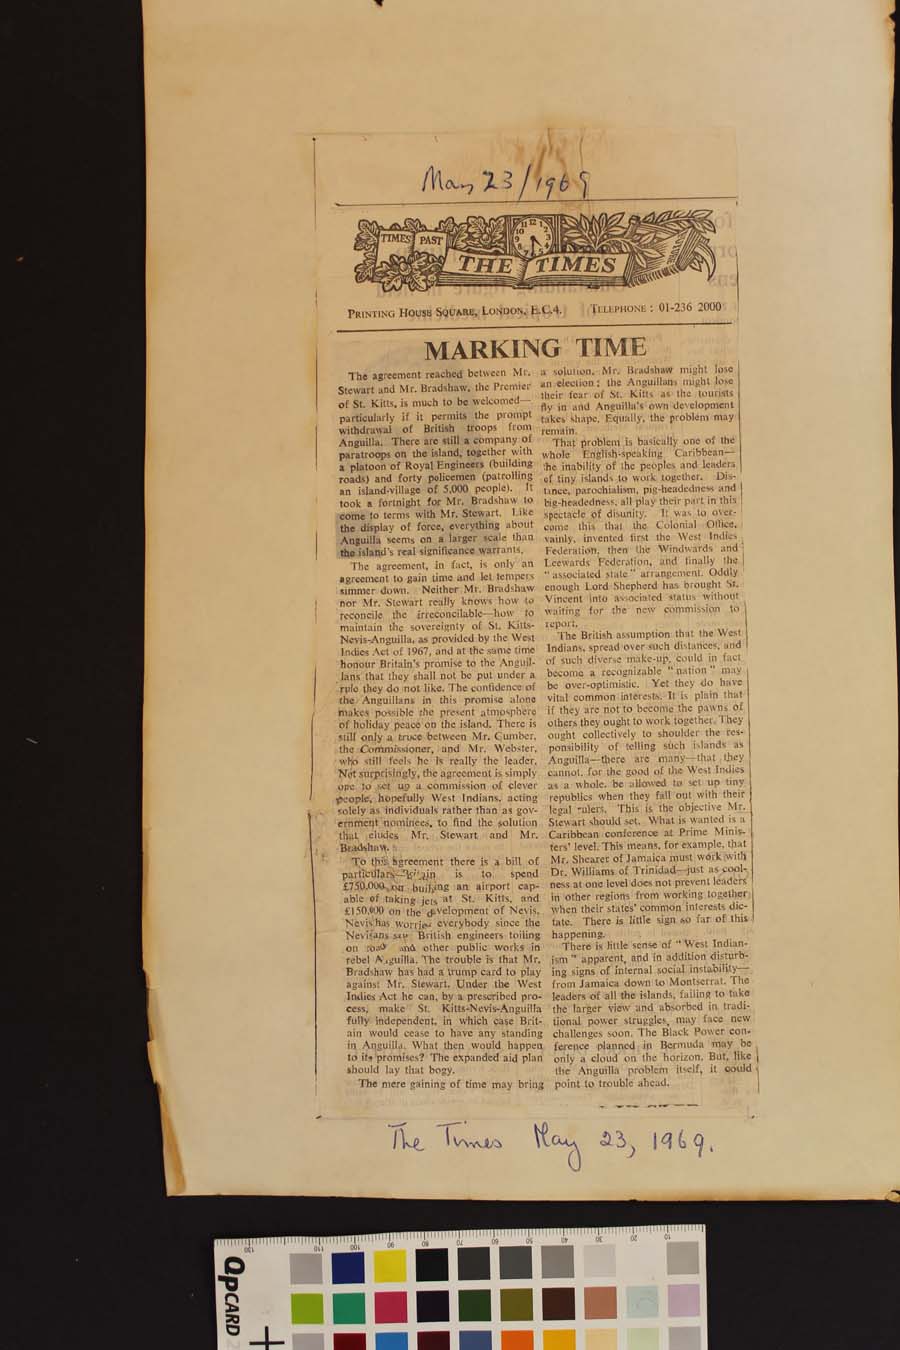 May 23/1969
TIMES PAST
THE TIMES
PRINTING HOUSE SQUARE, LONDON, E.C.4. TELEPHONE: 01-236 2000
MARKING TIME
The agreement reached between Mr.
Stewart and Mr. Bradshaw, the Premier
of St. Kitts, is much to be welcomed—
particularly if it permits the prompt
withdrawal of British troops from
Anguilla. There are still a company of
paratroops on the island, together with
a platoon of Royal Engineers (building
roads) and forty policemen (patrolling
an island-village of 5,000 people). It
took a fortnight for Mr. Bradshaw to
come to terms with Mr. Stewart. Like
the display of force, everything about
Anguilla seems on a larger scale than
the island's real significance warrants.
The agreement, in fact, is only an
agreement to gain time and let tempers
simmer down. Neither Mr. Bradshaw
nor Mr. Stewart really knows how to
reconcile the irreconcilable—how to
maintain the sovereignty of St. Kitts-
Nevis-Anguilla, as provided by the West
Indies Act of 1967, and at the same time
honour Britain's promise to the Anguil-
lans that they shall not be put under a
rule they do not like. The confidence of
the Anguillans in this promise alone
makes possible the present atmosphere
of holiday peace on the island. There is
still only a truce between Mr. Cumber,
the Commissioner, and Mr. Webster,
who still feels he is really the leader.
Not surprisingly, the agreement is simply
one to set up a commission of clever
people, hopefully West Indians, acting
solely as individuals rather than as gov-
ernment nominees, to find the solution
that eludes Mr. Stewart and Mr.
Bradshaw.
To this agreement there is a bill of
particulars—Britain is to spend
£750,000 on building an airport cap-
able of taking jets at St. Kitts, and
£150,000 on the development of Nevis.
Nevis has worried everybody since the
Nevisans saw British engineers toiling
on road and other public works in
rebel Anguilla. The trouble is that Mr.
Bradshaw has had a trump card to play
against Mr. Stewart. Under the West
Indies Act he can, by a prescribed pro-
cess, make St. Kitts-Nevis-Anguilla
fully independent, in which case Brit-
ain would cease to have any standing
in Anguilla. What then would happen
to its promises? The expanded aid plan
should lay that bogy.
The mere gaining of time may bring
a solution. Mr. Bradshaw might lose
an election; the Anguillans might lose
their fear of St. Kitts as the tourists
fly in and Anguilla's own development
takes shape. Equally, the problem may
remain.
That problem is basically one of the
whole English-speaking Caribbean—
the inability of the peoples and leaders
of tiny islands to work together. Dis-
tance, parochialism, pig-headedness and
big-headedness, all play their part in this
spectacle of disunity. It was to over-
come this that the Colonial Office,
vainly, invented first the West Indies
Federation, then the Windwards and
Leewards Federation, and finally the
"associated state" arrangement. Oddly
enough Lord Shepherd has brought St.
Vincent into associated status without
waiting for the new commission to
report.
The British assumption that the West
Indians, spread over such distances, and
of such diverse make-up, could in fact
become a recognizable "nation" may
be over-optimistic. Yet they do have
vital common interests. It is plain that
if they are not to become the pawns of
others they ought to work together. They
ought collectively to shoulder the res-
ponsibility of telling such islands as
Anguilla—there are many—that they
cannot, for the good of the West Indies
as a whole, be allowed to set up tiny
republics when they fall out with their
legal rulers. This is the objective Mr.
Stewart should set. What is wanted is a
Caribbean conference at Prime Minis-
ters' level. This means, for example, that
Mr. Shearer of Jamaica must work with
Dr. Williams of Trinidad—just as cool-
ness at one level does not prevent leaders
in other regions from working together
when their states' common interests dic-
tate. There is little sign so far of this
happening.
There is little sense of "West Indian-
ism" apparent, and in addition disturb-
ing signs of internal social instability—
from Jamaica down to Montserrat. The
leaders of all the islands, failing to take
the larger view and absorbed in tradi-
tional power struggles, may face new
challenges soon. The Black Power con-
ference planned in Bermuda may be
only a cloud on the horizon. But, like
the Anguilla problem itself, it could
point to trouble ahead.
The Times May 23, 1969.
QPCARD